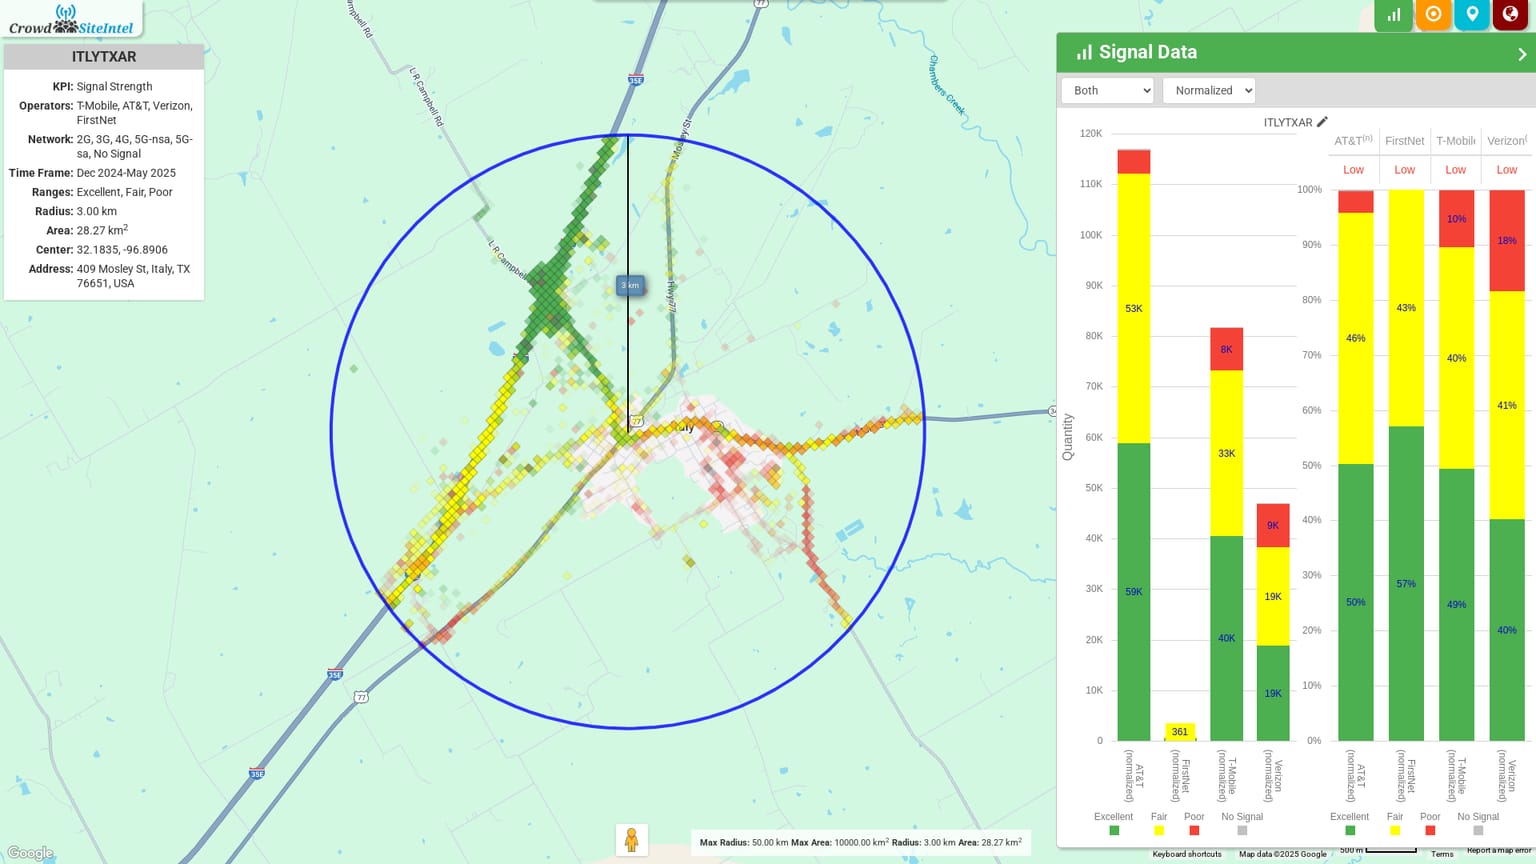 Crowd SiteIntel
ITLYTXAR
KPI: Signal Strength
Operators: T-Mobile, AT&T, Verizon,
FirstNet
Network: 2G, 3G, 4G, 5G-nsa, 5G-
sa, No Signal
Time Frame: Dec 2024-May 2025
Ranges: Excellent, Fair, Poor
Radius: 3.00 km
Area: 28.27 km²
Center: 32.1835, -96.8906
Address: 409 Mosley St, Italy, TX
76651, USA
Campbell Rd
L R Campbell Rd
L R Campbell
77
35E
Chambers Creek
Mosley St
3 km
Hwy 77
77
35E
77
35E
Google
Max Radius: 50.00 km Max Area: 10000.00 km² Radius: 3.00 km Area: 28.27 km²
Signal Data
Both
Normalized
ITLYTXAR
Quantity
120K
110K
100K
90K
80K
70K
60K
50K
40K
30K
20K
10K
0
53K
59K
361
8K
33K
40K
9K
19K
19K
AT&T (normalized)
FirstNet (normalized)
T-Mobile (normalized)
Verizon (normalized)
Excellent Fair Poor No Signal
AT&T(n) FirstNet T-Mobile Verizon(
Low Low Low Low
100%
90%
80%
70%
60%
50%
40%
30%
20%
10%
0%
46%
50%
43%
57%
10%
40%
49%
18%
41%
40%
AT&T (normalized)
FirstNet (normalized)
T-Mobile (normalized)
Verizon (normalized)
Excellent Fair Poor No Signal
Keyboard shortcuts
Map data ©2025 Google
500 m
Terms
Report a map error